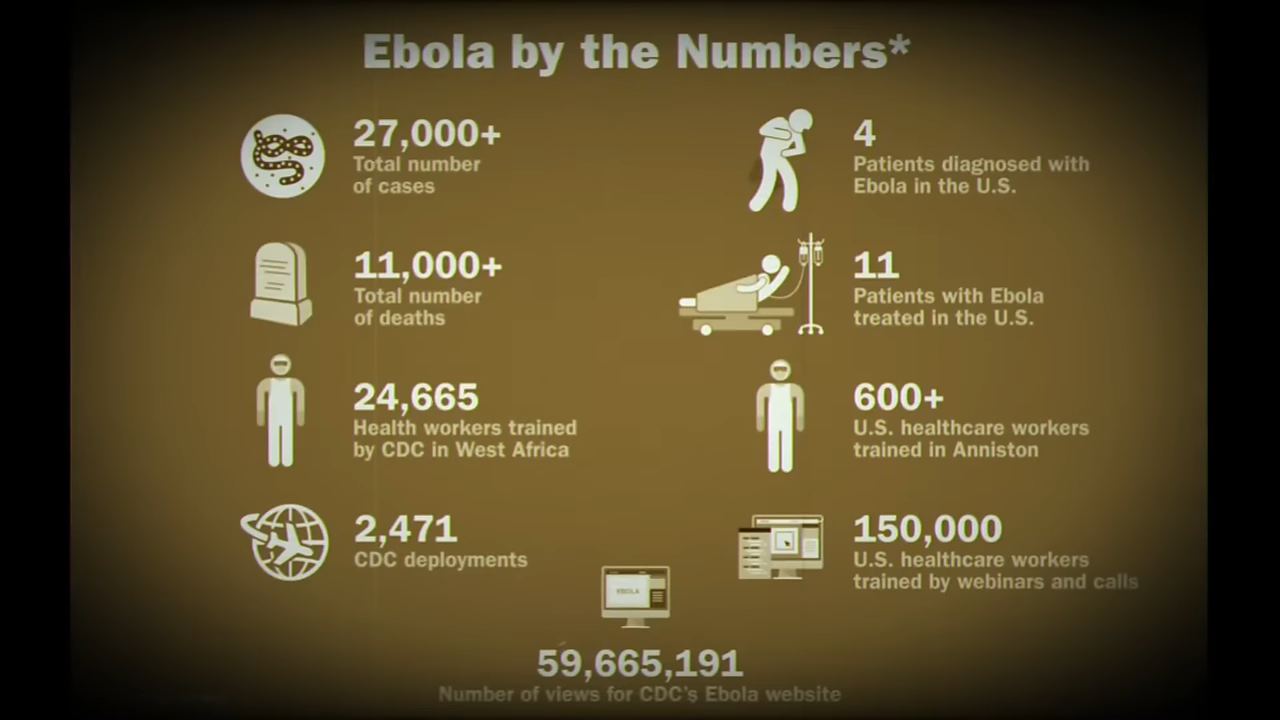 Ebola by the Numbers*
27,000+
Total number
of cases
4
Patients diagnosed with
Ebola in the U.S.
11,000+
Total number
of deaths
11
Patients with Ebola
treated in the U.S.
24,665
Health workers trained
by CDC in West Africa
600+
U.S. healthcare workers
trained in Anniston
2,471
CDC deployments
150,000
U.S. healthcare workers
trained by webinars and calls
EBOLA
59,665,191
Number of views for CDC's Ebola website